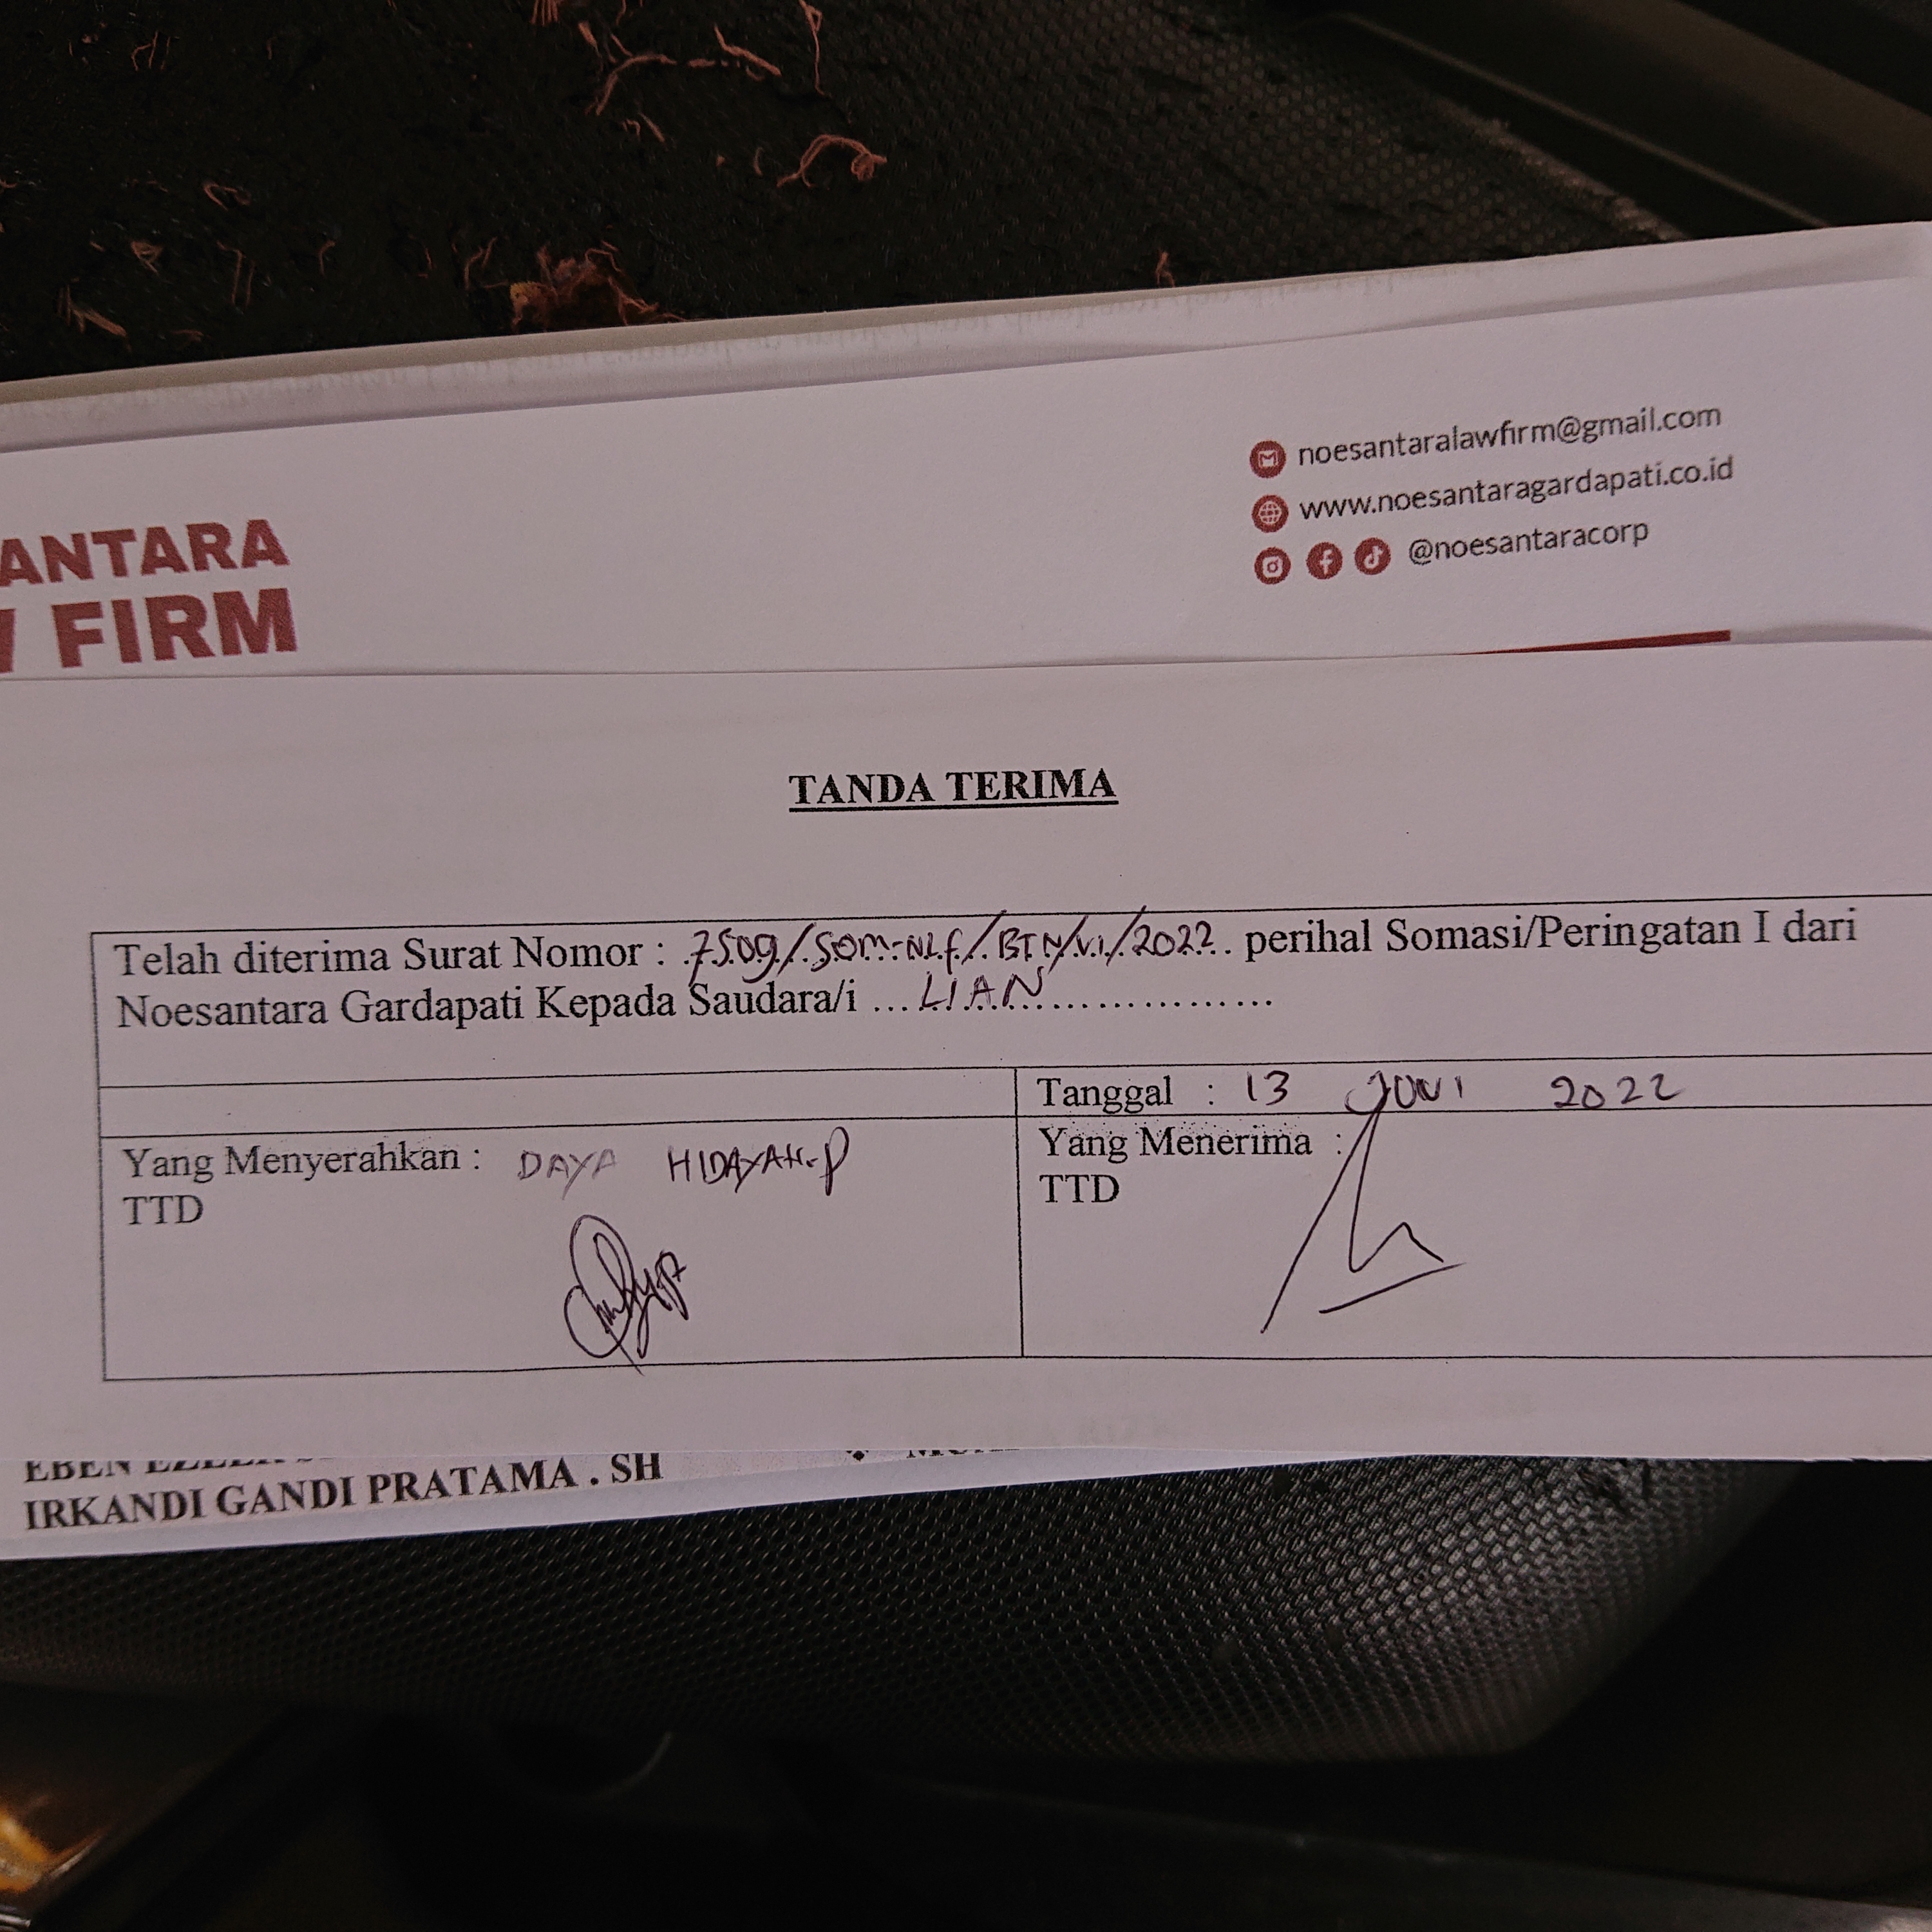 noesantaralawfirm@gmail.com
www.noesantaragardapati.co.id
@noesantaracorp
ANTARA
FIRM
TANDA TERIMA
Telah diterima Surat Nomor : 7509/SOM-NLF/BTN/VI/2022 perihal Somasi/Peringatan I dari
Noesantara Gardapati Kepada Saudara/i ... LIAN ...................
Tanggal : 13 JUNI 2022
Yang Menyerahkan : DAYA HIDAYAH.P
TTD
Yang Menerima :
TTD
EBEN
IRKANDI GANDI PRATAMA . SH